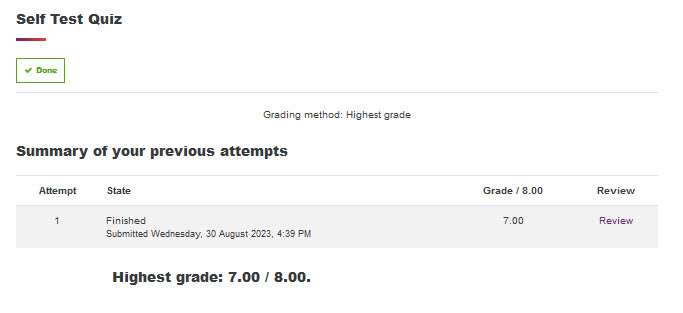 Self Test Quiz
✓ Done
Grading method: Highest grade
Summary of your previous attempts
Attempt State Grade / 8.00 Review
1 Finished 7.00 Review
Submitted Wednesday, 30 August 2023, 4:39 PM
Highest grade: 7.00 / 8.00.